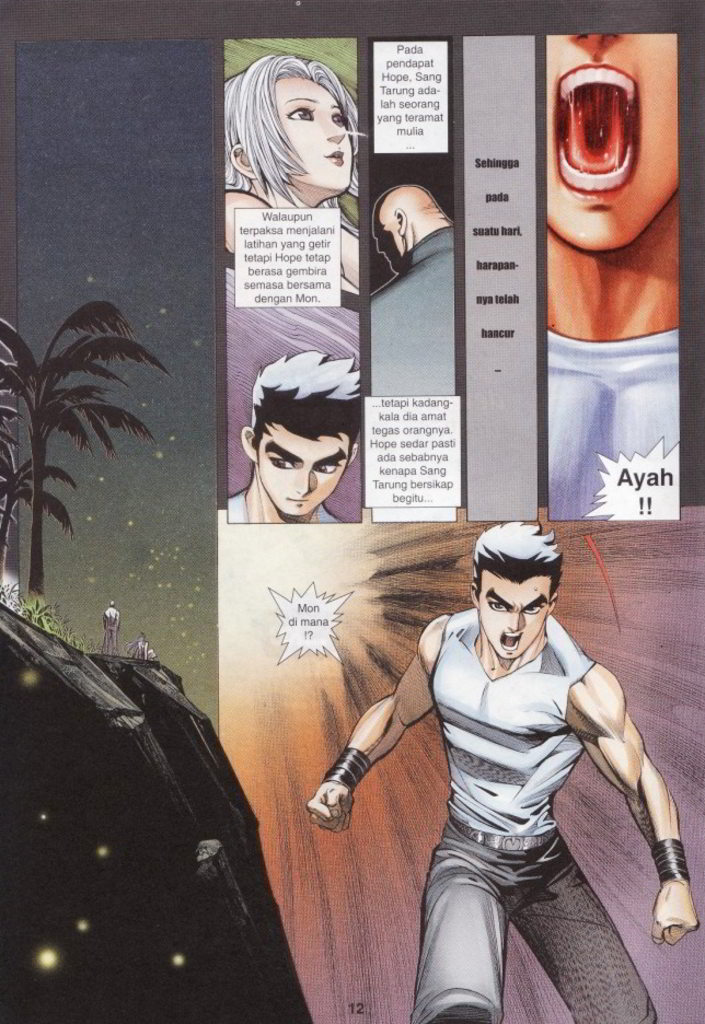 Walaupun
terpaksa menjalani
latihan yang getir
tetapi Hope tetap
berasa gembira
semasa bersama
dengan Mon.
Pada
pendapat
Hope, Sang
Tarung ada-
lah seorang
yang teramat
mulia
...
...tetapi kadang-
kala dia amat
tegas orangnya.
Hope sedar pasti
ada sebabnya
kenapa Sang
Tarung bersikap
begitu...
Sehingga
pada
suatu hari,
harapan-
nya telah
hancur
–
Ayah
!!
Mon
di mana
!?
12